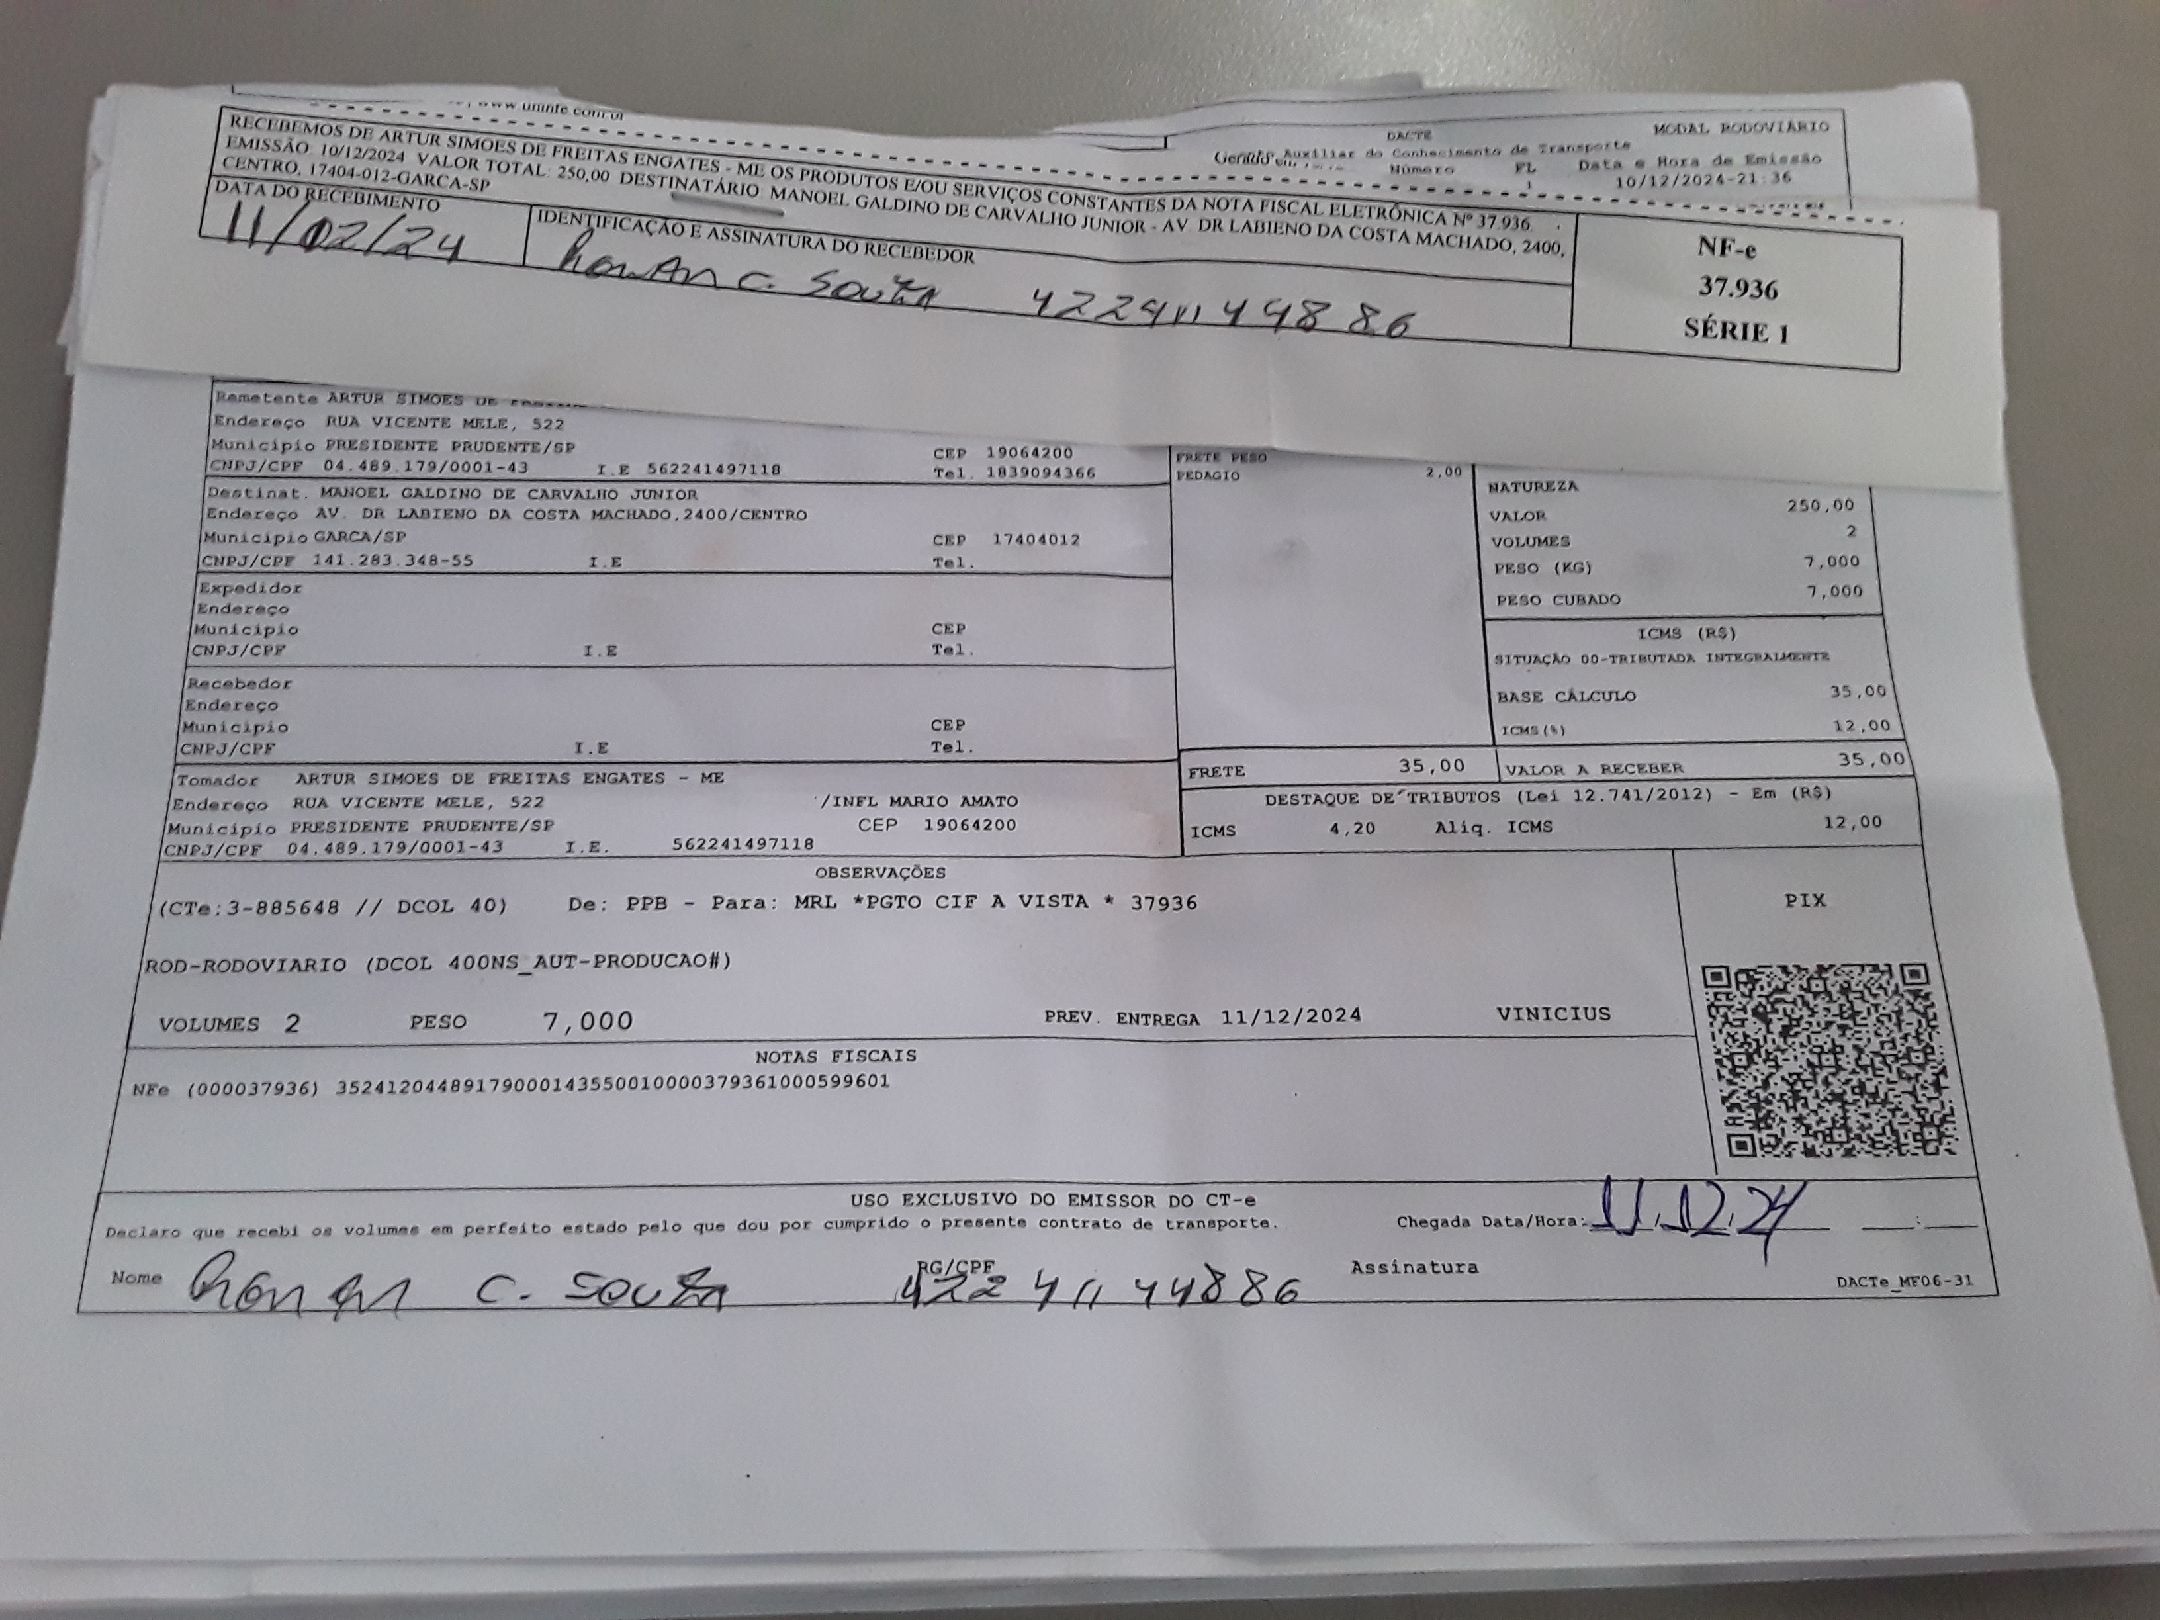 www.uninfe.com.br
DACTE
MODAL RODOVIÁRIO
Auxiliar do Conhecimento de Transporte
Número FL Data e Hora de Emissão
1 10/12/2024-21:36
RECEBEMOS DE ARTUR SIMOES DE FREITAS ENGATES - ME OS PRODUTOS E/OU SERVIÇOS CONSTANTES DA NOTA FISCAL ELETRÔNICA Nº 37.936
EMISSÃO: 10/12/2024 VALOR TOTAL: 250,00 DESTINATÁRIO: MANOEL GALDINO DE CARVALHO JUNIOR - AV. DR LABIENO DA COSTA MACHADO, 2400,
CENTRO, 17404-012-GARCA-SP
DATA DO RECEBIMENTO
IDENTIFICAÇÃO E ASSINATURA DO RECEBEDOR
11/02/24
C. Souza
NF-e
37.936
SÉRIE 1
Remetente ARTUR SIMOES DE
Endereço RUA VICENTE MELE, 522
Município PRESIDENTE PRUDENTE/SP CEP 19064200
CNPJ/CPF 04.489.179/0001-43 I.E 562241497118 Tel. 1839094366
FRETE PESO
PEDAGIO 2,00
Destinat. MANOEL GALDINO DE CARVALHO JUNIOR
Endereço AV. DR LABIENO DA COSTA MACHADO,2400/CENTRO
Município GARCA/SP CEP 17404012
CNPJ/CPF 141.283.348-55 I.E Tel.
NATUREZA
VALOR 250,00
VOLUMES 2
PESO (KG) 7,000
PESO CUBADO 7,000
Expedidor
Endereço
Município CEP
CNPJ/CPF I.E Tel.
ICMS (R$)
SITUAÇÃO 00-TRIBUTADA INTEGRALMENTE
BASE CÁLCULO 35,00
ICMS(%) 12,00
Recebedor
Endereço
Município CEP
CNPJ/CPF I.E Tel.
FRETE 35,00 VALOR A RECEBER 35,00
Tomador ARTUR SIMOES DE FREITAS ENGATES - ME
Endereço RUA VICENTE MELE, 522 /INFL MARIO AMATO
Município PRESIDENTE PRUDENTE/SP CEP 19064200
CNPJ/CPF 04.489.179/0001-43 I.E. 562241497118
DESTAQUE DE TRIBUTOS (Lei 12.741/2012) - Em (R$)
ICMS 4,20 Aliq. ICMS 12,00
OBSERVAÇÕES
(CTe:3-885648 // DCOL 40) De: PPB - Para: MRL *PGTO CIF A VISTA * 37936
PIX
ROD-RODOVIARIO (DCOL 400NS_AUT-PRODUCAO#)
VOLUMES 2 PESO 7,000 PREV. ENTREGA 11/12/2024 VINICIUS
NOTAS FISCAIS
NFe (000037936) 35241204489179000143550010000379361000599601
USO EXCLUSIVO DO EMISSOR DO CT-e
Declaro que recebi os volumes em perfeito estado pelo que dou por cumprido o presente contrato de transporte.
Chegada Data/Hora: 11.12.24
Nome C. Souza RG/CPF Assinatura
DACTe_MF06-31